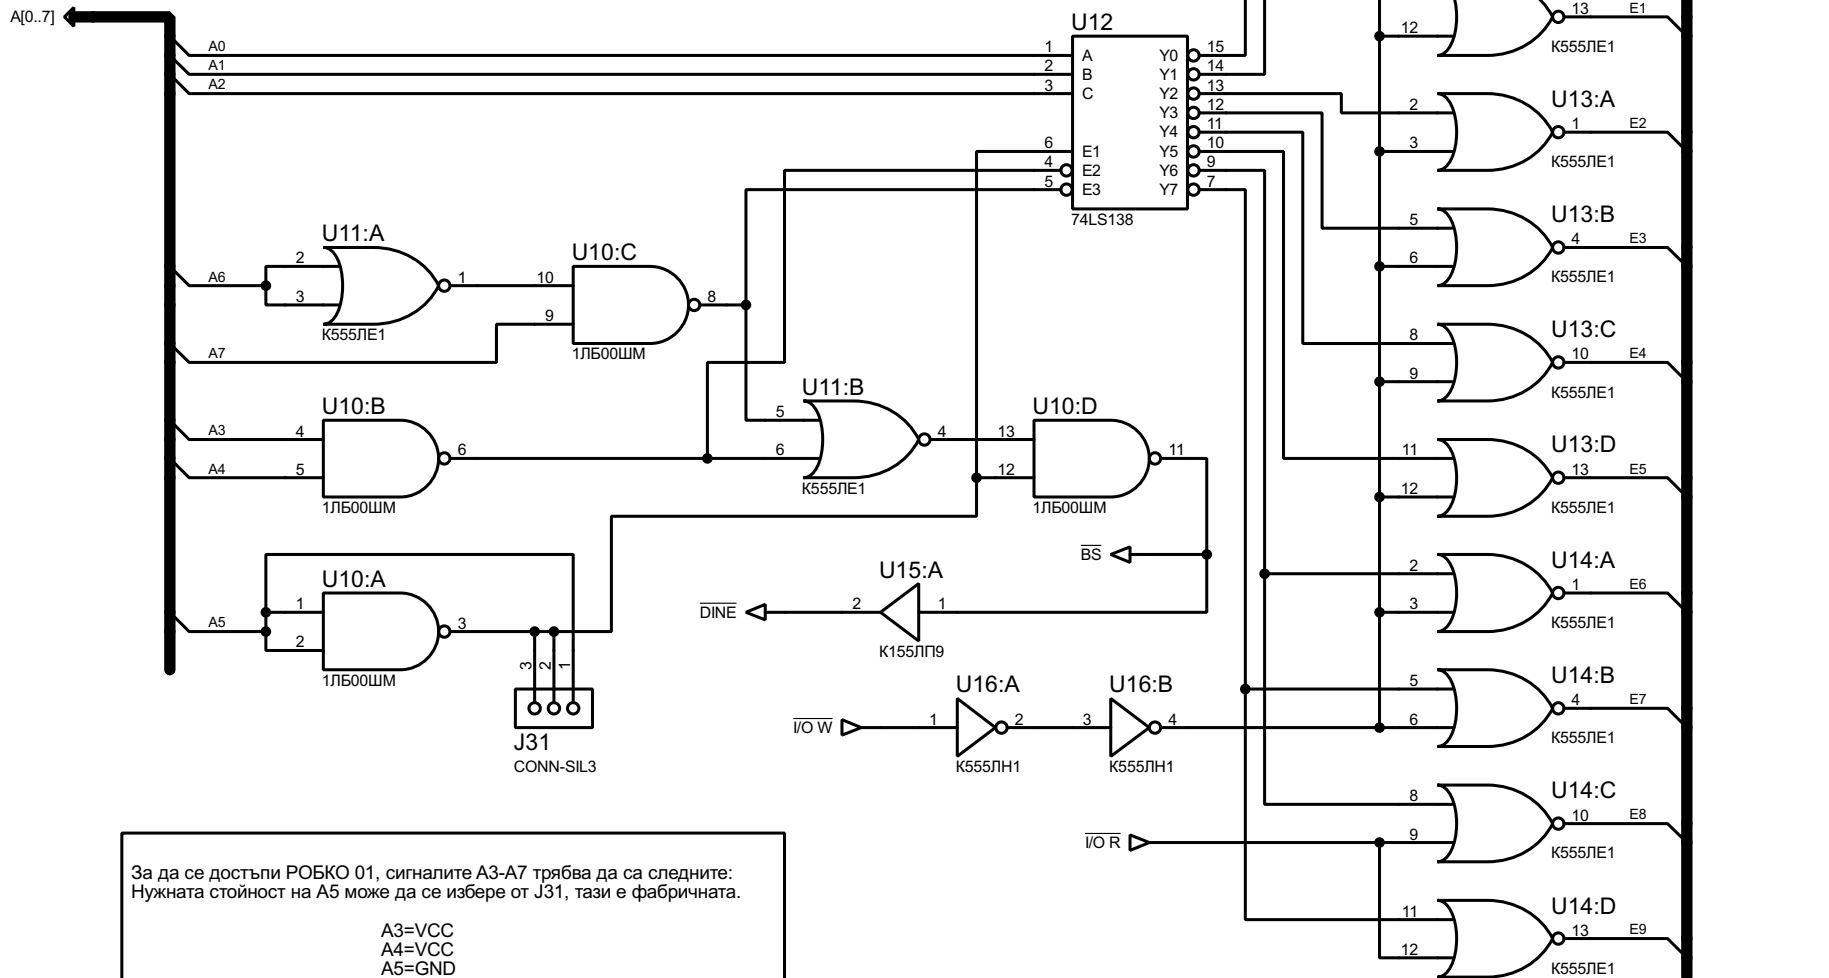 A[0..7]
A0
A1
A2
U12
1 A Y0 15
2 B Y1 14
3 C Y2 13
Y3 12
Y4 11
6 E1 Y5 10
4 E2 Y6 9
5 E3 Y7 7
74LS138
12 13 E1
К555ЛЕ1
U13:A
2 3 1 E2
К555ЛЕ1
U13:B
5 6 4 E3
К555ЛЕ1
U13:C
8 9 10 E4
К555ЛЕ1
U13:D
11 12 13 E5
К555ЛЕ1
U14:A
2 3 1 E6
К555ЛЕ1
U14:B
5 6 4 E7
К555ЛЕ1
U14:C
8 9 10 E8
К555ЛЕ1
U14:D
11 12 13 E9
К555ЛЕ1
U11:A
A6 2 3 1
К555ЛЕ1
U10:C
10 9 8
1ЛБ00ШМ
A7
U10:B
A3 4
A4 5
6
1ЛБ00ШМ
U11:B
5 6 4
К555ЛЕ1
U10:D
13 12 11
1ЛБ00ШМ
U10:A
A5 1 2 3
1ЛБ00ШМ
3 2 1
J31
CONN-SIL3
BS
U15:A
DINE 2 1
К155ЛП9
U16:A
I/O W 1 2
К555ЛН1
U16:B
3 4
К555ЛН1
I/O R
За да се достъпи РОБКО 01, сигналите А3-А7 трябва да са следните:
Нужната стойност на А5 може да се избере от J31, тази е фабричната.
A3=VCC
A4=VCC
A5=GND